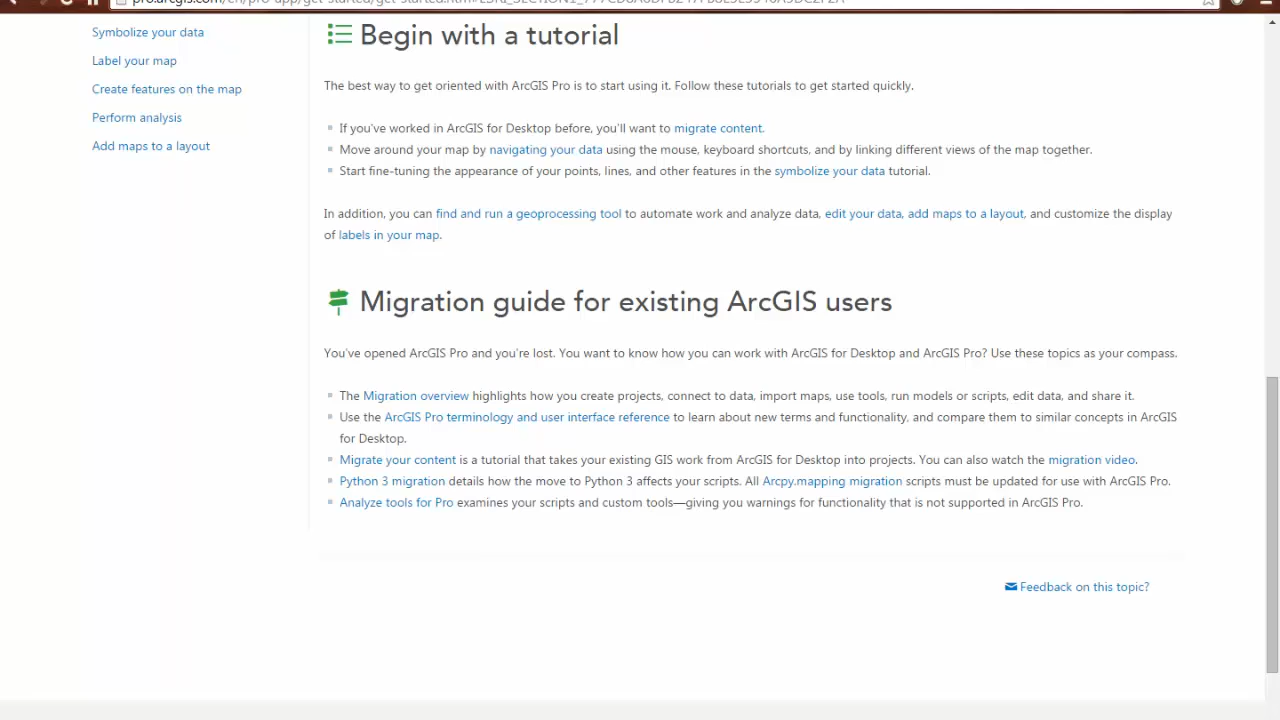 Symbolize your data
Label your map
Create features on the map
Perform analysis
Add maps to a layout
Begin with a tutorial
The best way to get oriented with ArcGIS Pro is to start using it. Follow these tutorials to get started quickly.
If you've worked in ArcGIS for Desktop before, you'll want to migrate content.
Move around your map by navigating your data using the mouse, keyboard shortcuts, and by linking different views of the map together.
Start fine-tuning the appearance of your points, lines, and other features in the symbolize your data tutorial.
In addition, you can find and run a geoprocessing tool to automate work and analyze data, edit your data, add maps to a layout, and customize the display
of labels in your map.
Migration guide for existing ArcGIS users
You've opened ArcGIS Pro and you're lost. You want to know how you can work with ArcGIS for Desktop and ArcGIS Pro? Use these topics as your compass.
The Migration overview highlights how you create projects, connect to data, import maps, use tools, run models or scripts, edit data, and share it.
Use the ArcGIS Pro terminology and user interface reference to learn about new terms and functionality, and compare them to similar concepts in ArcGIS
for Desktop.
Migrate your content is a tutorial that takes your existing GIS work from ArcGIS for Desktop into projects. You can also watch the migration video.
Python 3 migration details how the move to Python 3 affects your scripts. All Arcpy.mapping migration scripts must be updated for use with ArcGIS Pro.
Analyze tools for Pro examines your scripts and custom tools—giving you warnings for functionality that is not supported in ArcGIS Pro.
Feedback on this topic?